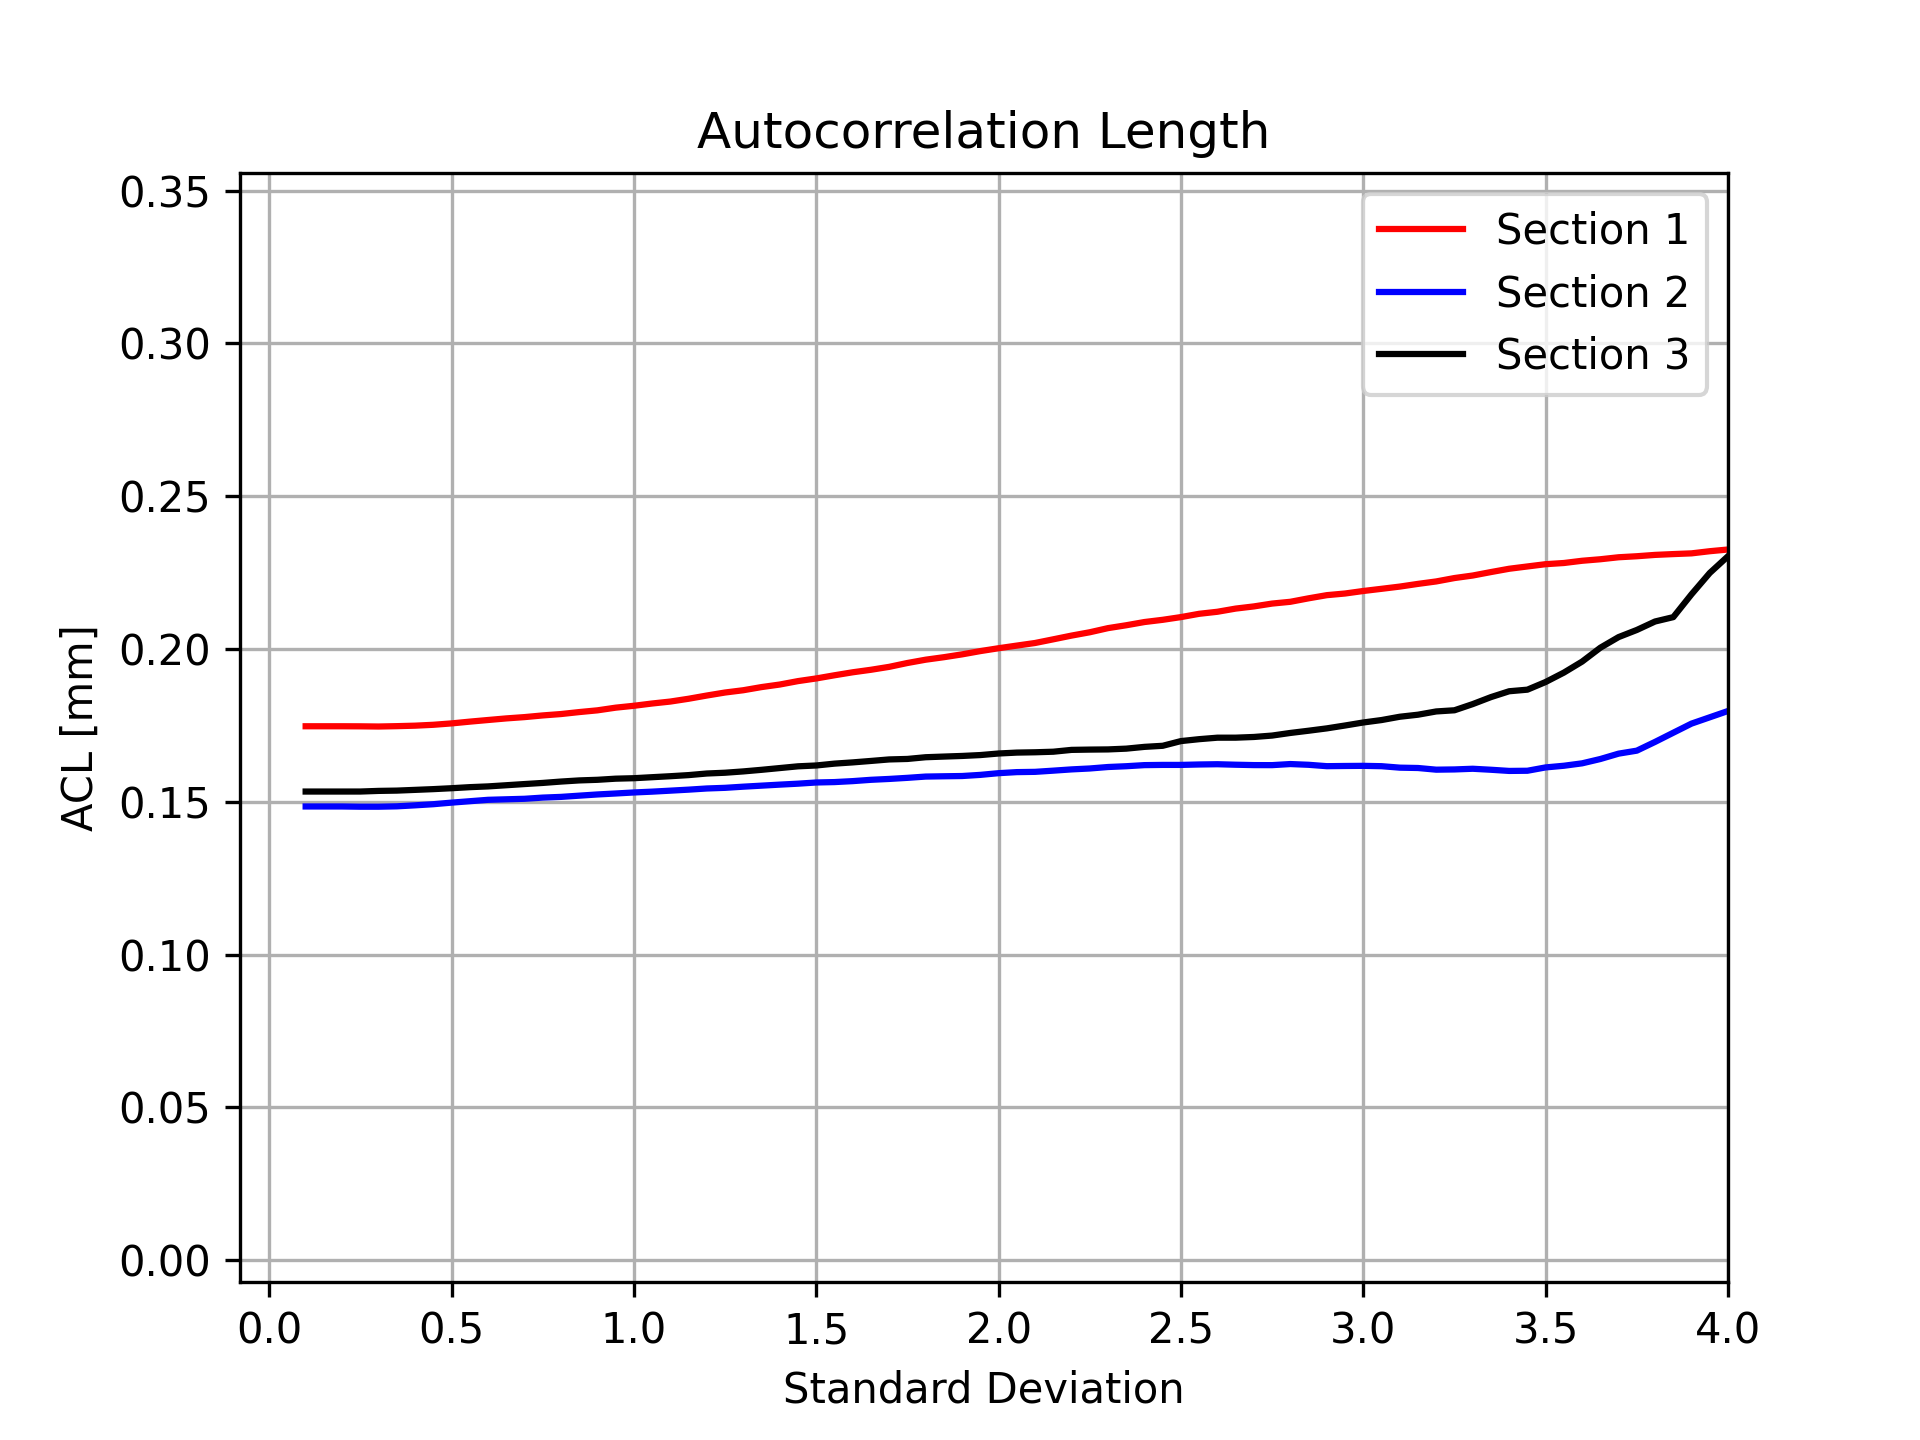 Autocorrelation Length
0.35
0.30
0.25
0.20
0.15
0.10
0.05
0.00
ACL [mm]
Section 1
Section 2
Section 3
0.0 0.5 1.0 1.5 2.0 2.5 3.0 3.5 4.0
Standard Deviation